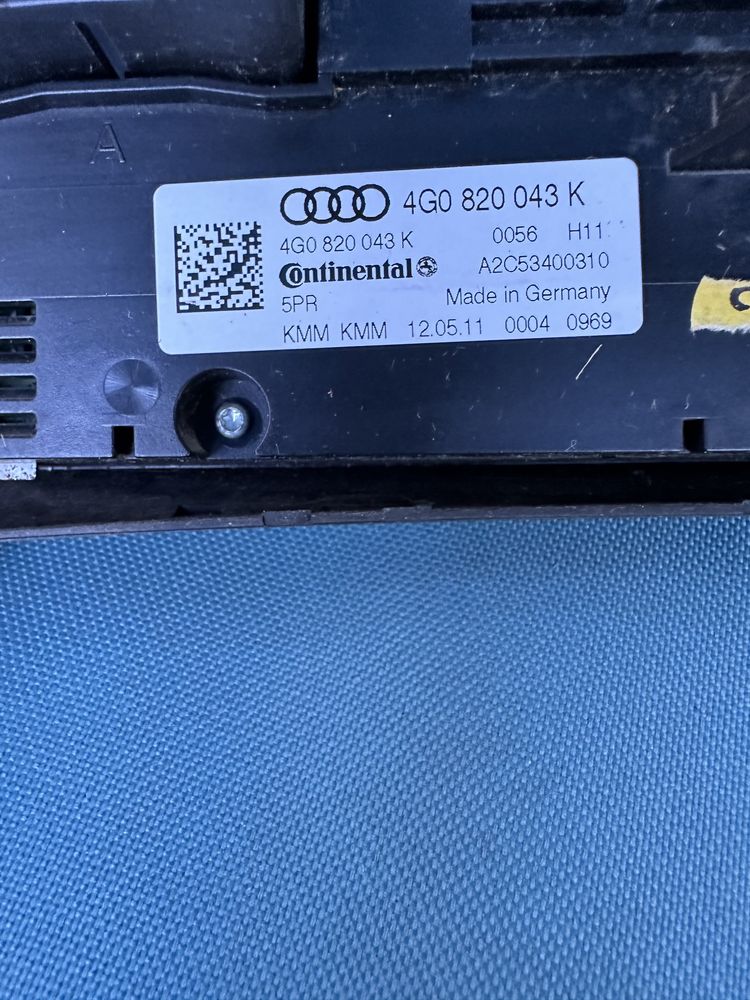 A
4G0 820 043 K
4G0 820 043 K 0056 H11
Continental A2C53400310
5PR Made in Germany
KMM KMM 12.05.11 0004 0969